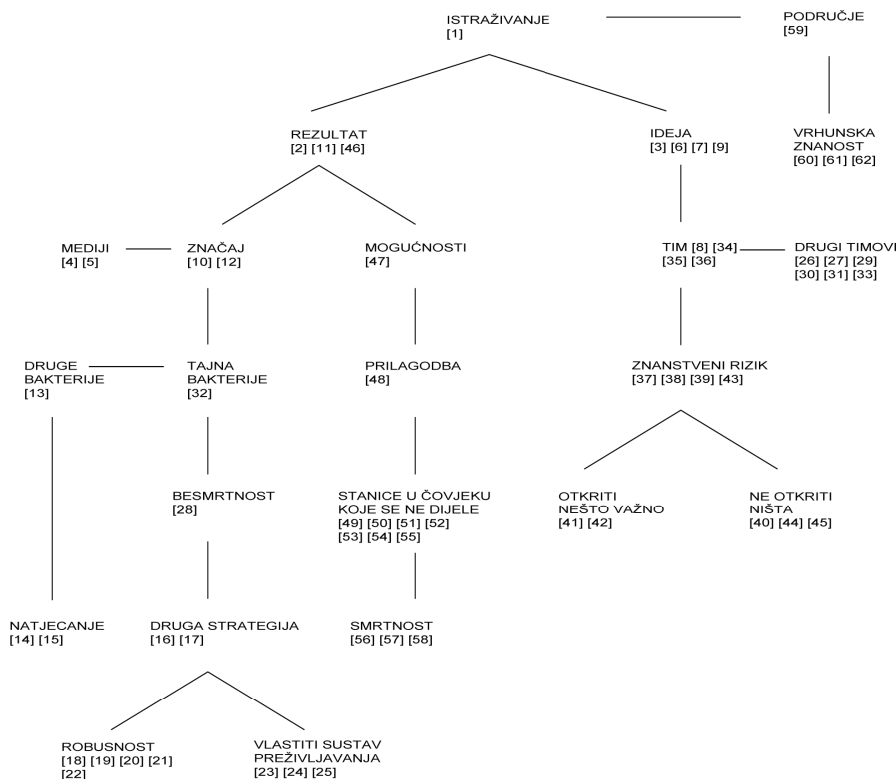 ISTRAŽIVANJE
[1]
PODRUČJE
[59]
REZULTAT
[2] [11] [46]
IDEJA
[3] [6] [7] [9]
VRHUNSKA
ZNANOST
[60] [61] [62]
MEDIJI
[4] [5]
ZNAČAJ
[10] [12]
MOGUĆNOSTI
[47]
TIM [8] [34]
[35] [36]
DRUGI TIMOVI
[26] [27] [29]
[30] [31] [33]
DRUGE
BAKTERIJE
[13]
TAJNA
BAKTERIJE
[32]
PRILAGODBA
[48]
ZNANSTVENI RIZIK
[37] [38] [39] [43]
BESMRTNOST
[28]
STANICE U ČOVJEKU
KOJE SE NE DIJELE
[49] [50] [51] [52]
[53] [54] [55]
OTKRITI
NEŠTO VAŽNO
[41] [42]
NE OTKRITI
NIŠTA
[40] [44] [45]
NATJECANJE
[14] [15]
DRUGA STRATEGIJA
[16] [17]
SMRTNOST
[56] [57] [58]
ROBUSNOST
[18] [19] [20] [21]
[22]
VLASTITI SUSTAV
PREŽIVLJAVANJA
[23] [24] [25]